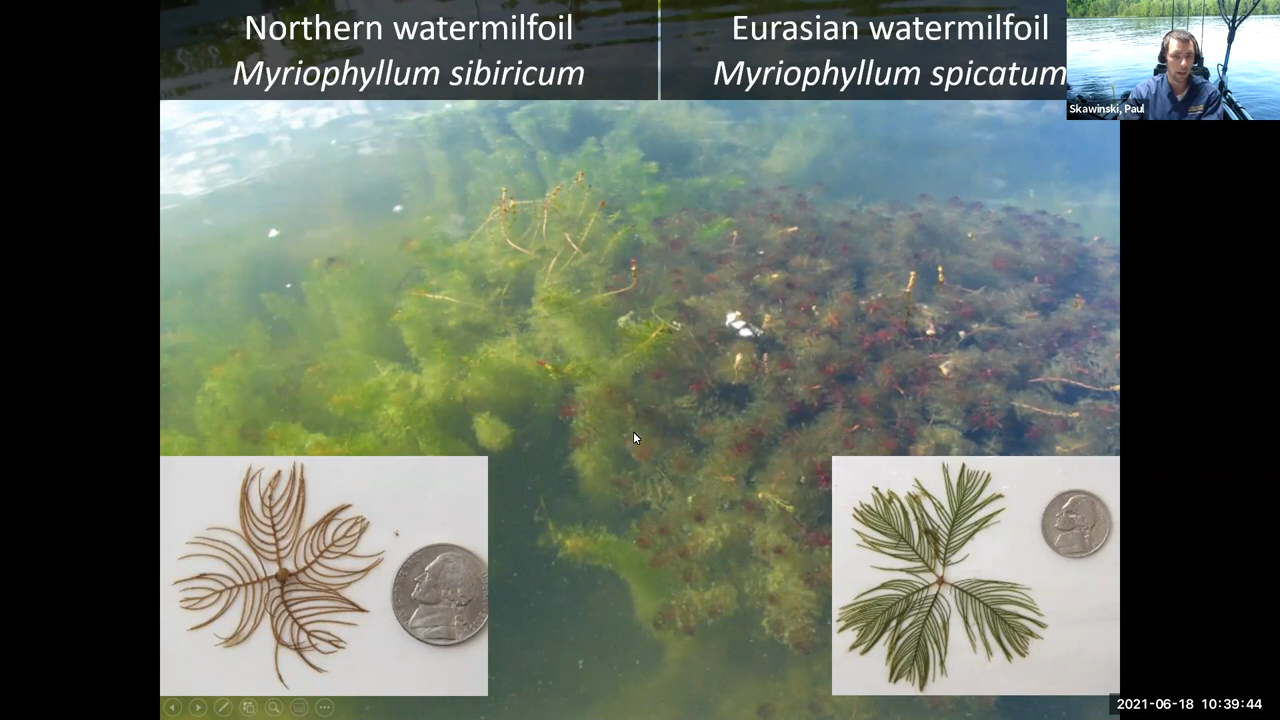 Northern watermilfoil
Myriophyllum sibiricum
Eurasian watermilfoil
Myriophyllum spicatum
Skawinski, Paul
2021-06-18 10:39:44